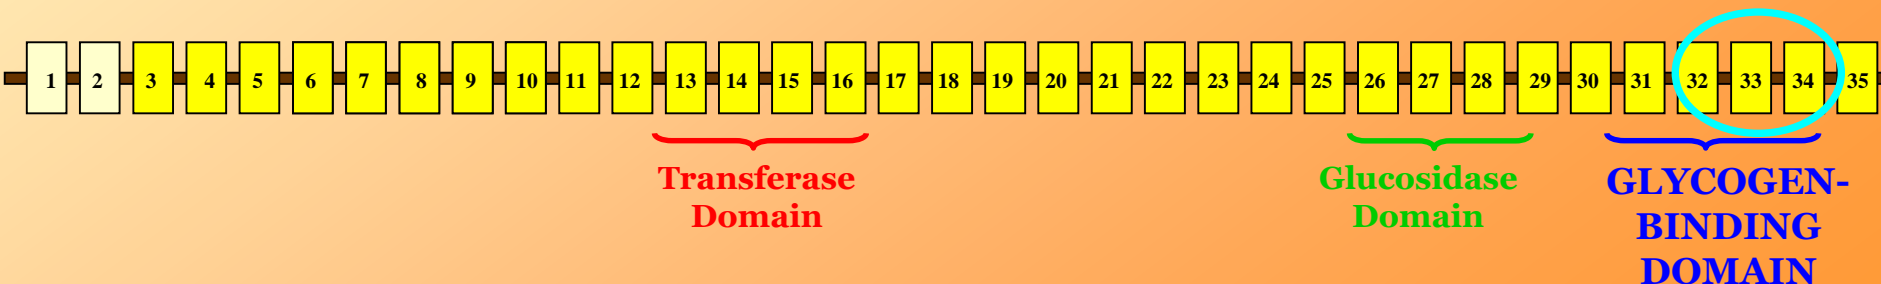 1 2 3 4 5 6 7 8 9 10 11 12 13 14 15 16 17 18 19 20 21 22 23 24 25 26 27 28 29 30 31 32 33 34 35
Transferase
Domain
Glucosidase
Domain
GLYCOGEN-
BINDING
DOMAIN